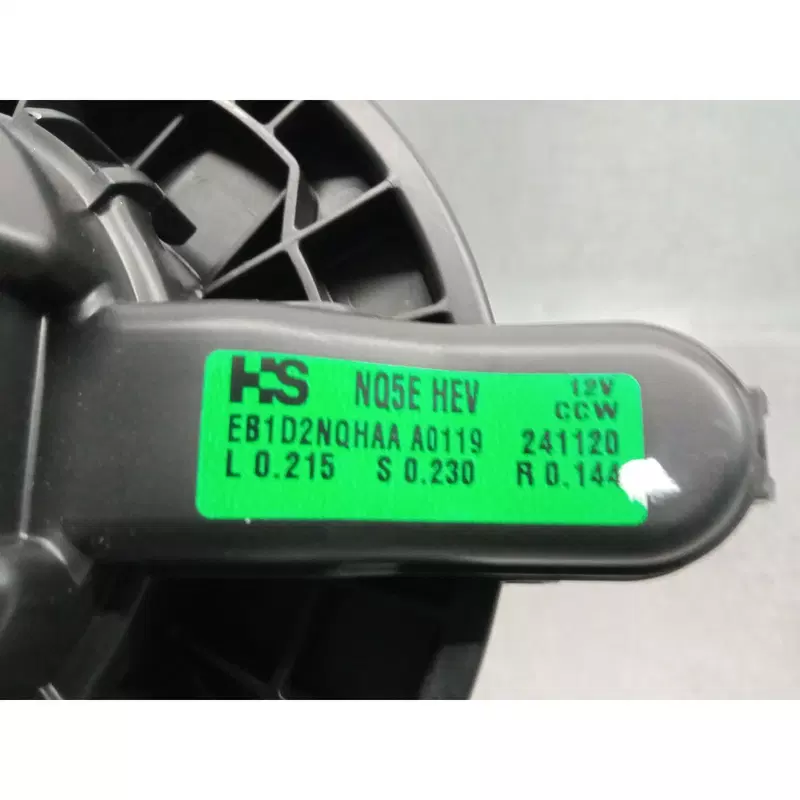 HS NQ5E HEV 12V
CCW
EB1D2NQHAA A0119 241120
L 0.215 S 0.230 R 0.144